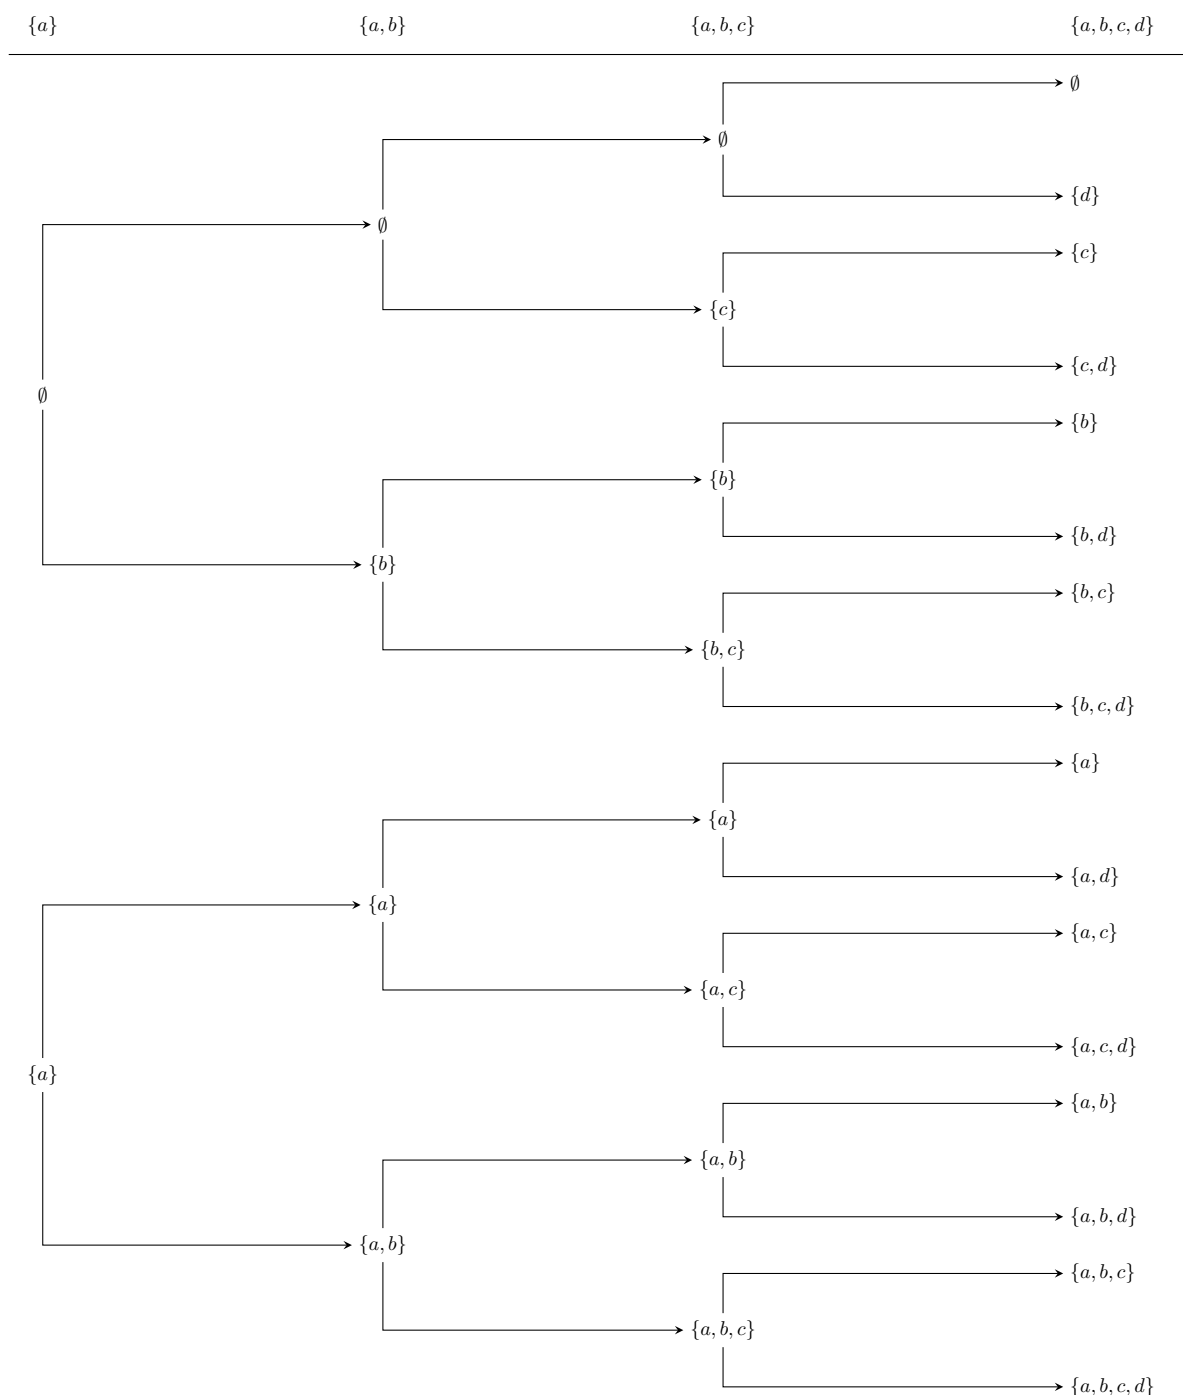 {a} {a, b} {a, b, c} {a, b, c, d}
∅
∅
{d}
∅
{c}
{c}
{c, d}
∅
{b}
{b}
{b, d}
{b}
{b, c}
{b, c}
{b, c, d}
{a}
{a}
{a, d}
{a}
{a, c}
{a, c}
{a, c, d}
{a}
{a, b}
{a, b}
{a, b, d}
{a, b}
{a, b, c}
{a, b, c}
{a, b, c, d}